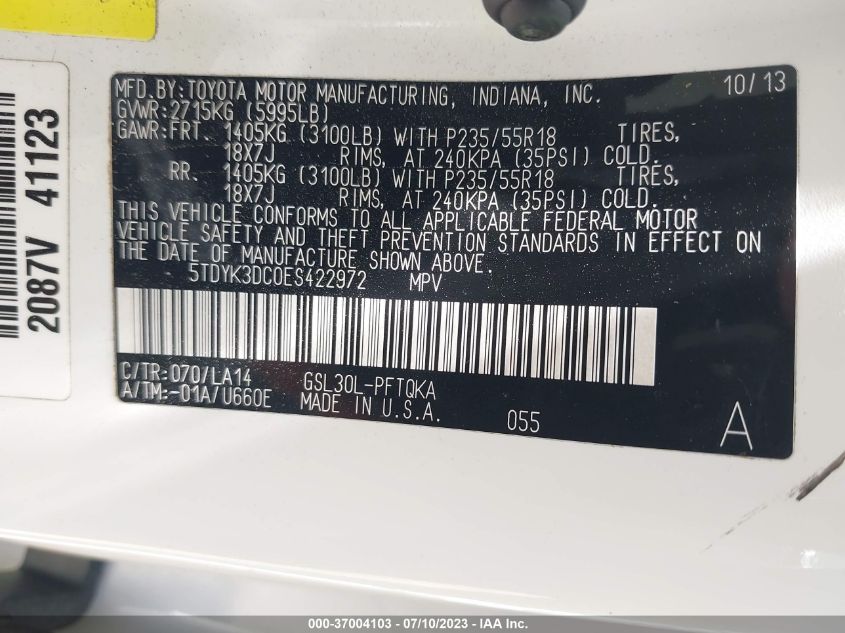 MFD.BY:TOYOTA MOTOR MANUFACTURING, INDIANA, INC. 10/13
GVWR:2715KG (5995LB)
GAWR:FRT. 1405KG (3100LB) WITH P235/55R18 TIRES,
18X7J RIMS, AT 240KPA (35PSI) COLD.
RR. 1405KG (3100LB) WITH P235/55R18 TIRES,
18X7J RIMS, AT 240KPA (35PSI) COLD.
THIS VEHICLE CONFORMS TO ALL APPLICABLE FEDERAL MOTOR
VEHICLE SAFETY AND THEFT PREVENTION STANDARDS IN EFFECT ON
THE DATE OF MANUFACTURE SHOWN ABOVE.
5TDYK3DC0ES422972 MPV
C/TR:070/LA14 GSL30L-PFTQKA
A/TM:-01A/U660E MADE IN U.S.A. 055 A
2087V 41123
000-37004103 - 07/10/2023 - © IAA Inc.